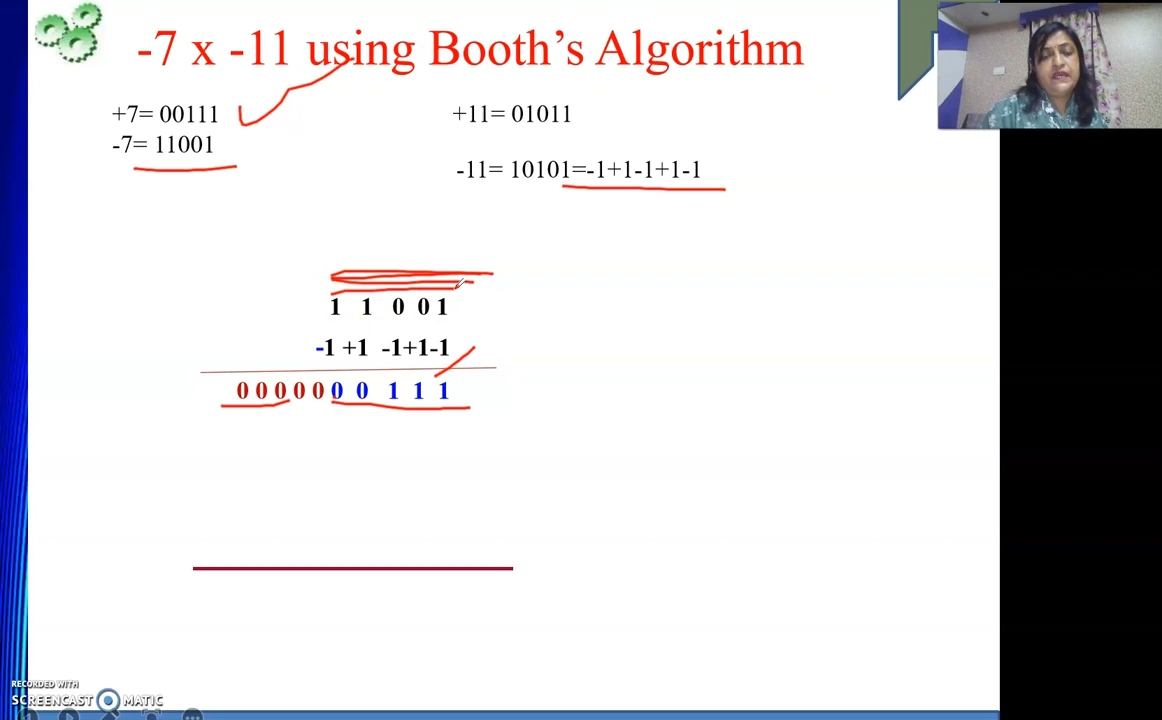 -7 x -11 using Booth's Algorithm
+7= 00111
-7= 11001
+11= 01011
-11= 10101=-1+1-1+1-1
1 1 0 0 1
-1 +1 -1+1-1
0 0 0 0 0 0 0 1 1 1
RECORDED WITH
SCREENCAST MATIC